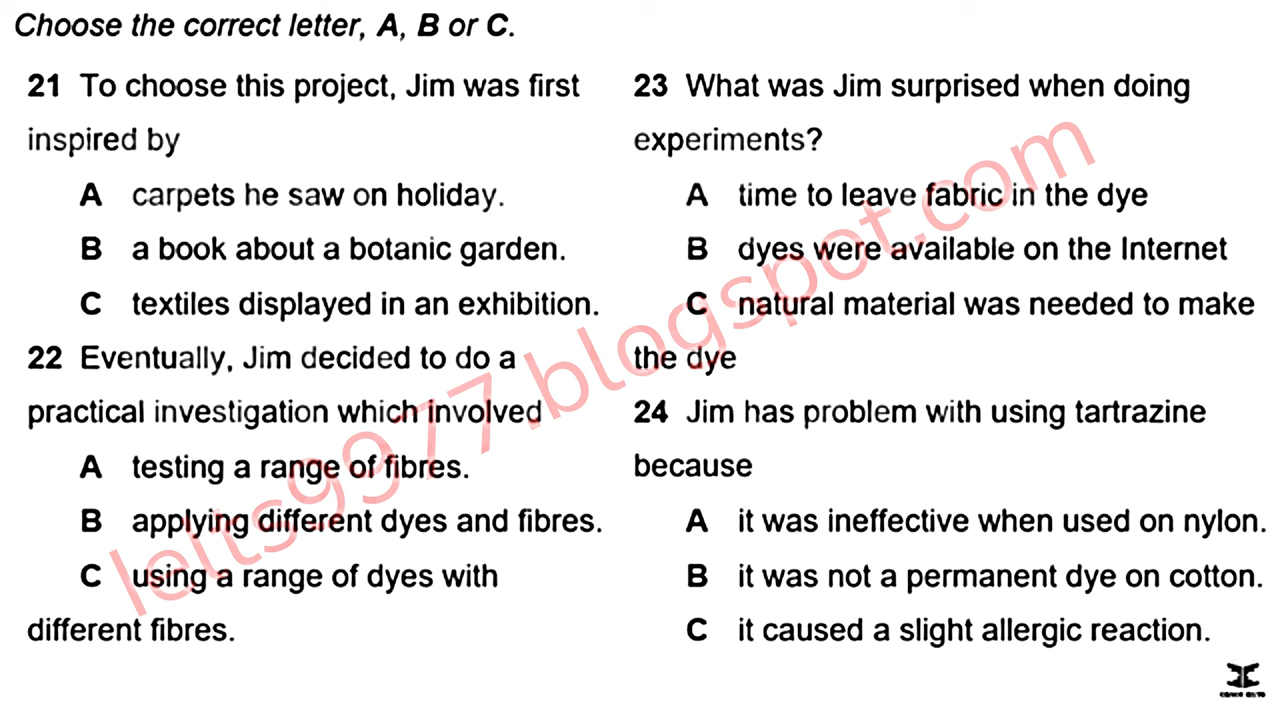 Choose the correct letter, A, B or C.
21 To choose this project, Jim was first
inspired by
A carpets he saw on holiday.
B a book about a botanic garden.
C textiles displayed in an exhibition.
22 Eventually, Jim decided to do a
practical investigation which involved
A testing a range of fibres.
B applying different dyes and fibres.
C using a range of dyes with
different fibres.
23 What was Jim surprised when doing
experiments?
A time to leave fabric in the dye
B dyes were available on the Internet
C natural material was needed to make
the dye
24 Jim has problem with using tartrazine
because
A it was ineffective when used on nylon.
B it was not a permanent dye on cotton.
C it caused a slight allergic reaction.
Ielts9977.blogspot.com